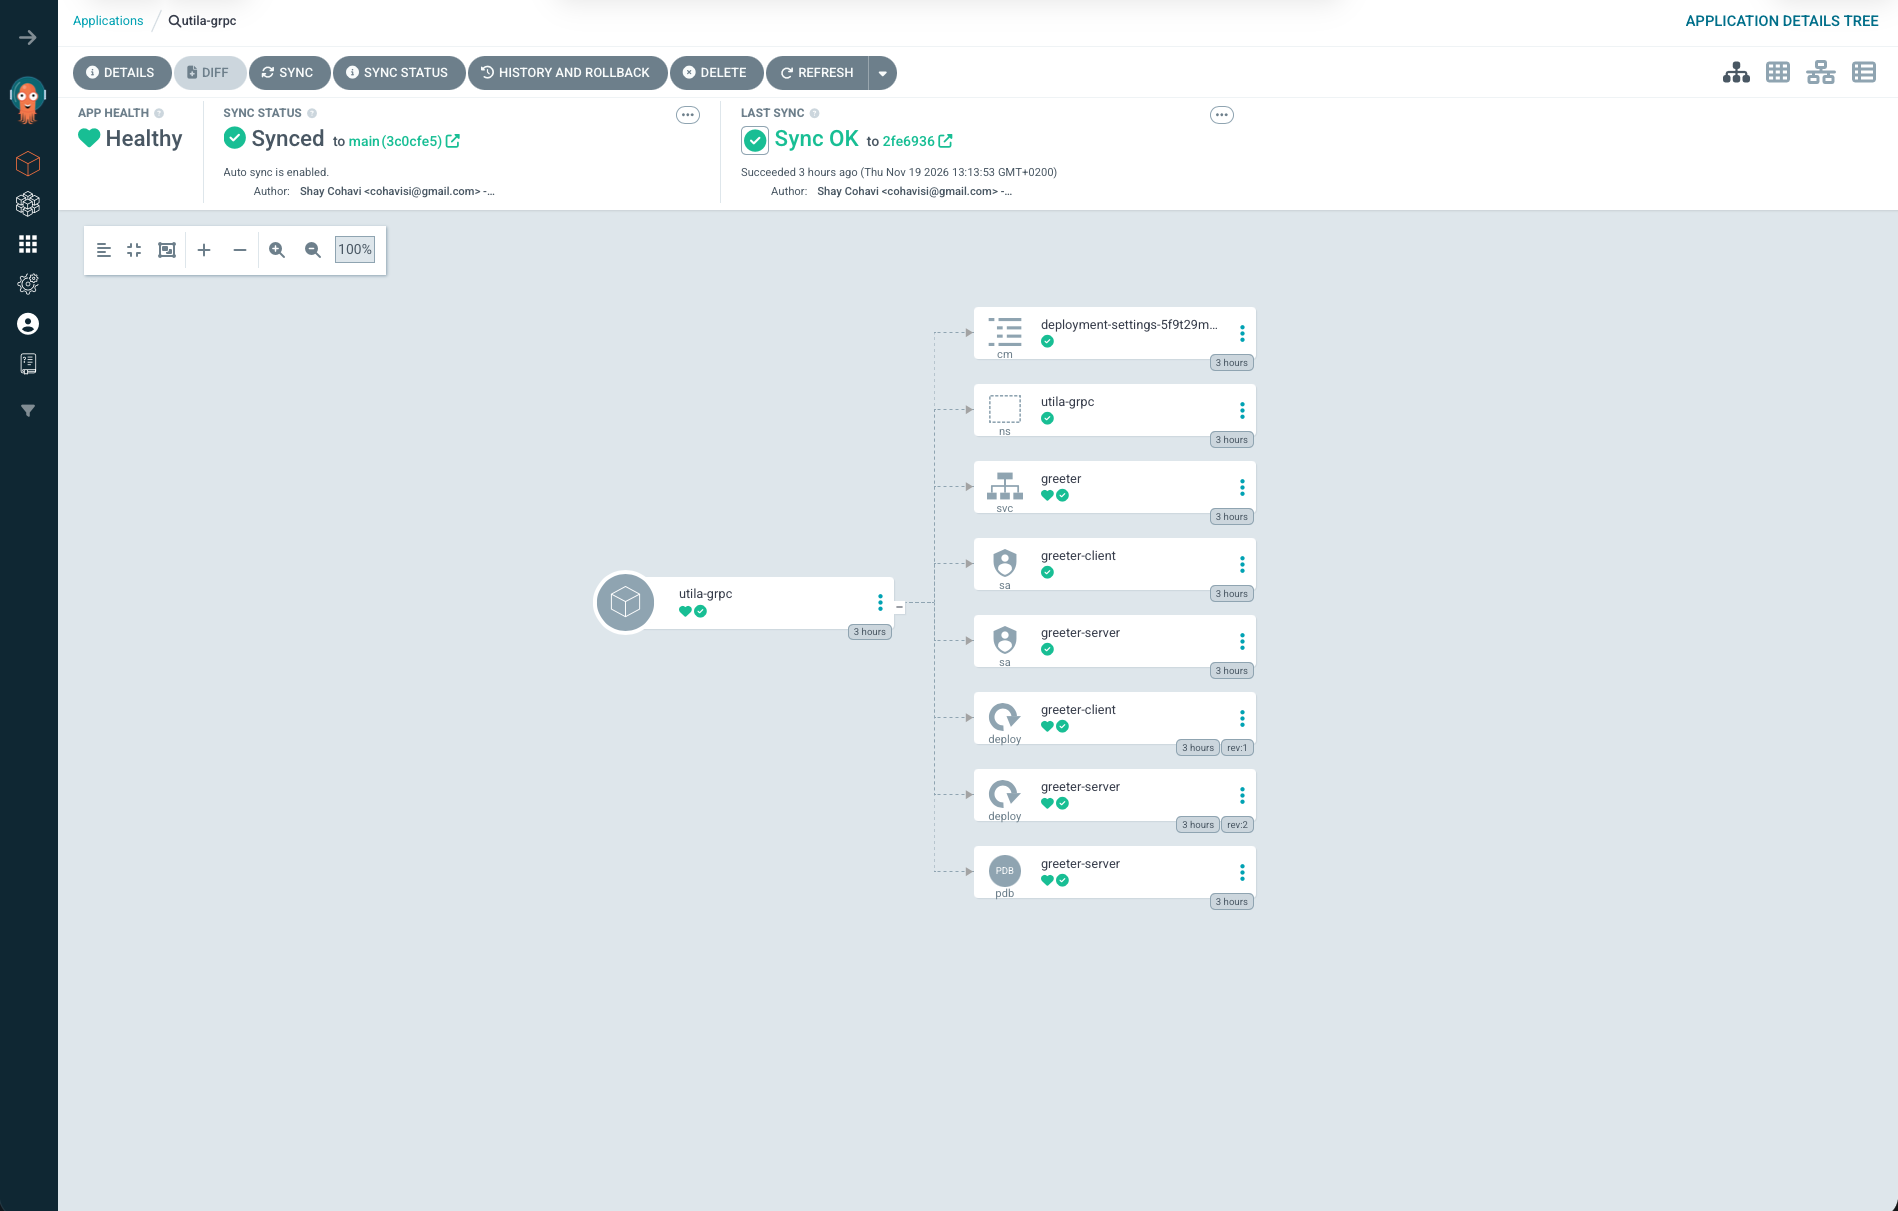 Applications / utila-grpc
APPLICATION DETAILS TREE
DETAILS
DIFF
SYNC
SYNC STATUS
HISTORY AND ROLLBACK
DELETE
REFRESH
APP HEALTH
Healthy
SYNC STATUS
Synced to main (3c0cfe5)
Auto sync is enabled.
Author: Shay Cohavi <cohavisi@gmail.com> -...
LAST SYNC
Sync OK to 2fe6936
Succeeded 3 hours ago (Thu Nov 19 2026 13:13:53 GMT+0200)
Author: Shay Cohavi <cohavisi@gmail.com> -...
100%
utila-grpc
3 hours
deployment-settings-5f9t29m...
cm
3 hours
utila-grpc
ns
3 hours
greeter
svc
3 hours
greeter-client
sa
3 hours
greeter-server
sa
3 hours
greeter-client
deploy
3 hours rev:1
greeter-server
deploy
3 hours rev:2
greeter-server
PDB
pdb
3 hours